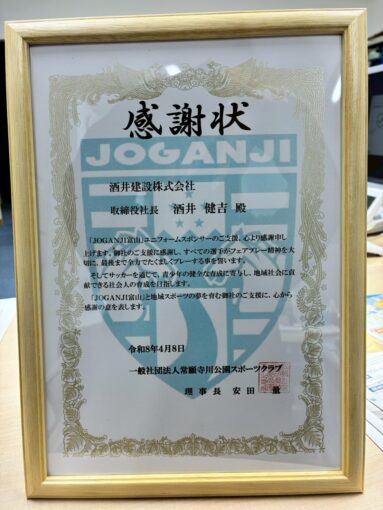 感謝状
JOGANJI
酒井建設株式会社
取締役社長 酒井 健吉 殿
「JOGANJI富山」ユニフォームスポンサーのご支援、心より感謝申し
上げます。御社のご支援に感謝し、すべての選手がフェアプレー精神を大
切に、最後まで全力でたくましくプレーする事を誓います。
そしてサッカーを通じて、青少年の健全な育成に寄与し、地域社会に貢
献できる社会人の育成を目指します。
「JOGANJI富山」と地域スポーツの夢を育む御社のご支援に、心から
感謝の意を表します。
令和8年4月8日
一般社団法人常願寺川公園スポーツクラブ
理事長 安田